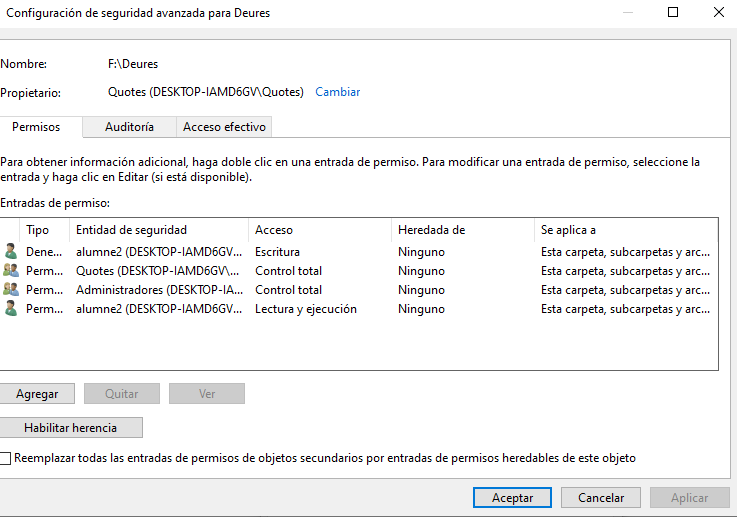 Configuración de seguridad avanzada para Deures
Nombre: F:\Deures
Propietario: Quotes (DESKTOP-IAMD6GV\Quotes) Cambiar
Permisos Auditoría Acceso efectivo
Para obtener información adicional, haga doble clic en una entrada de permiso. Para modificar una entrada de permiso, seleccione la
entrada y haga clic en Editar (si está disponible).
Entradas de permiso:
Tipo Entidad de seguridad Acceso Heredada de Se aplica a
Dene... alumne2 (DESKTOP-IAMD6GV... Escritura Ninguno Esta carpeta, subcarpetas y arc...
Perm... Quotes (DESKTOP-IAMD6GV\... Control total Ninguno Esta carpeta, subcarpetas y arc...
Perm... Administradores (DESKTOP-IA... Control total Ninguno Esta carpeta, subcarpetas y arc...
Perm... alumne2 (DESKTOP-IAMD6GV... Lectura y ejecución Ninguno Esta carpeta, subcarpetas y arc...
Agregar Quitar Ver
Habilitar herencia
Reemplazar todas las entradas de permisos de objetos secundarios por entradas de permisos heredables de este objeto
Aceptar Cancelar Aplicar